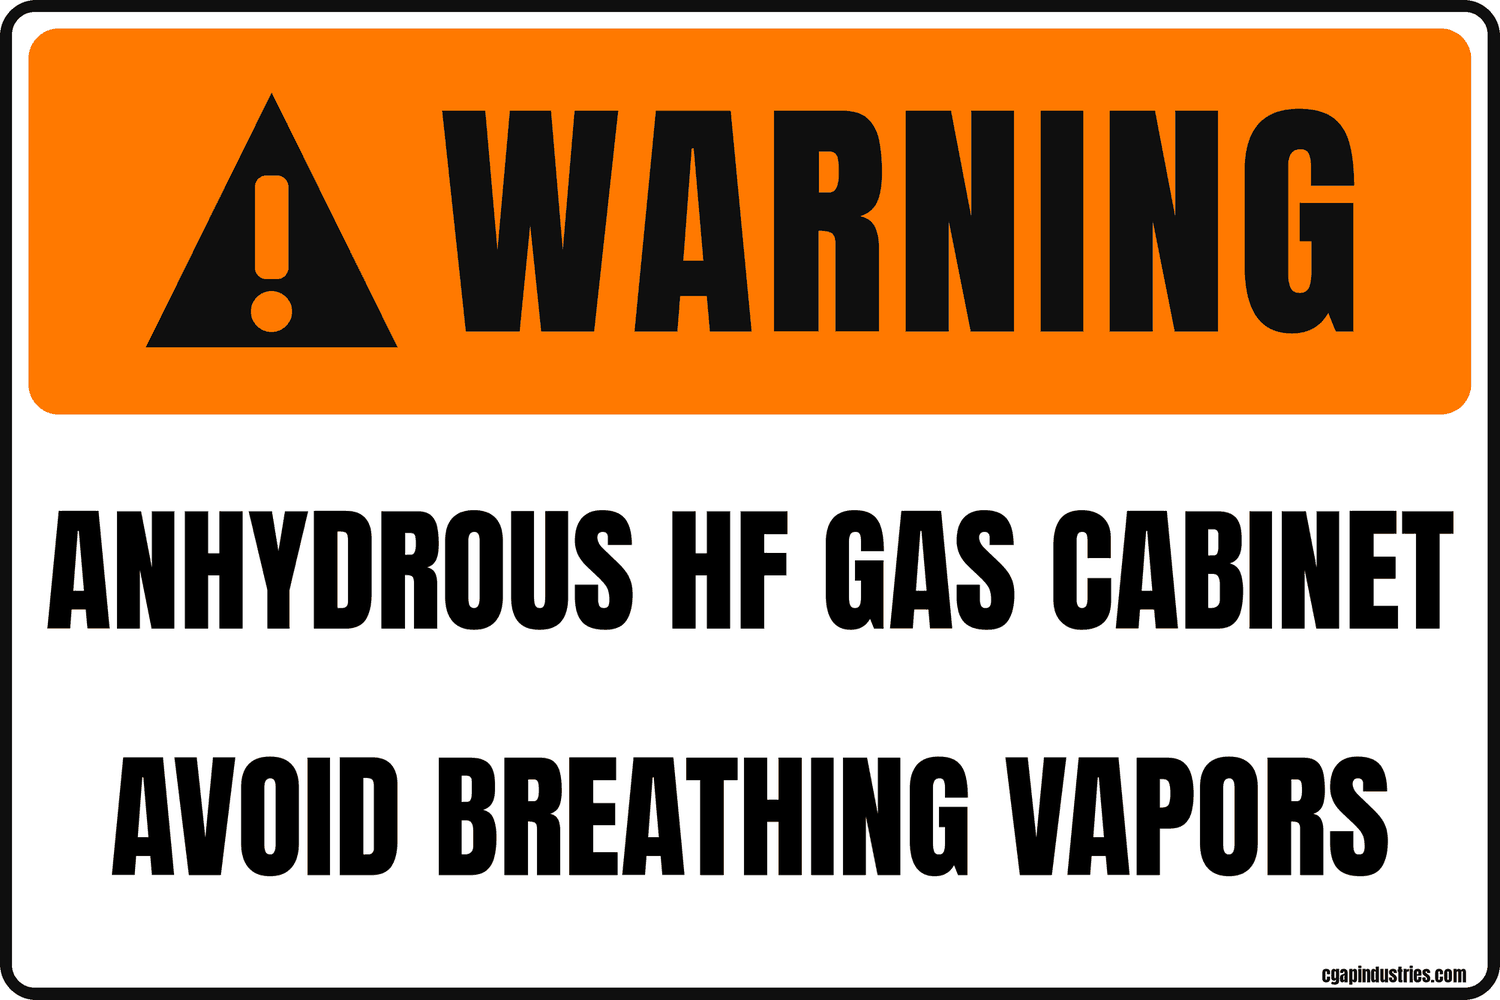 WARNING
ANHYDROUS HF GAS CABINET
AVOID BREATHING VAPORS
cgapindustries.com